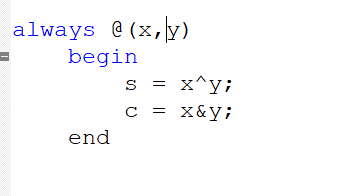 always @(x,y)
begin
s = x^y;
c = x&y;
end